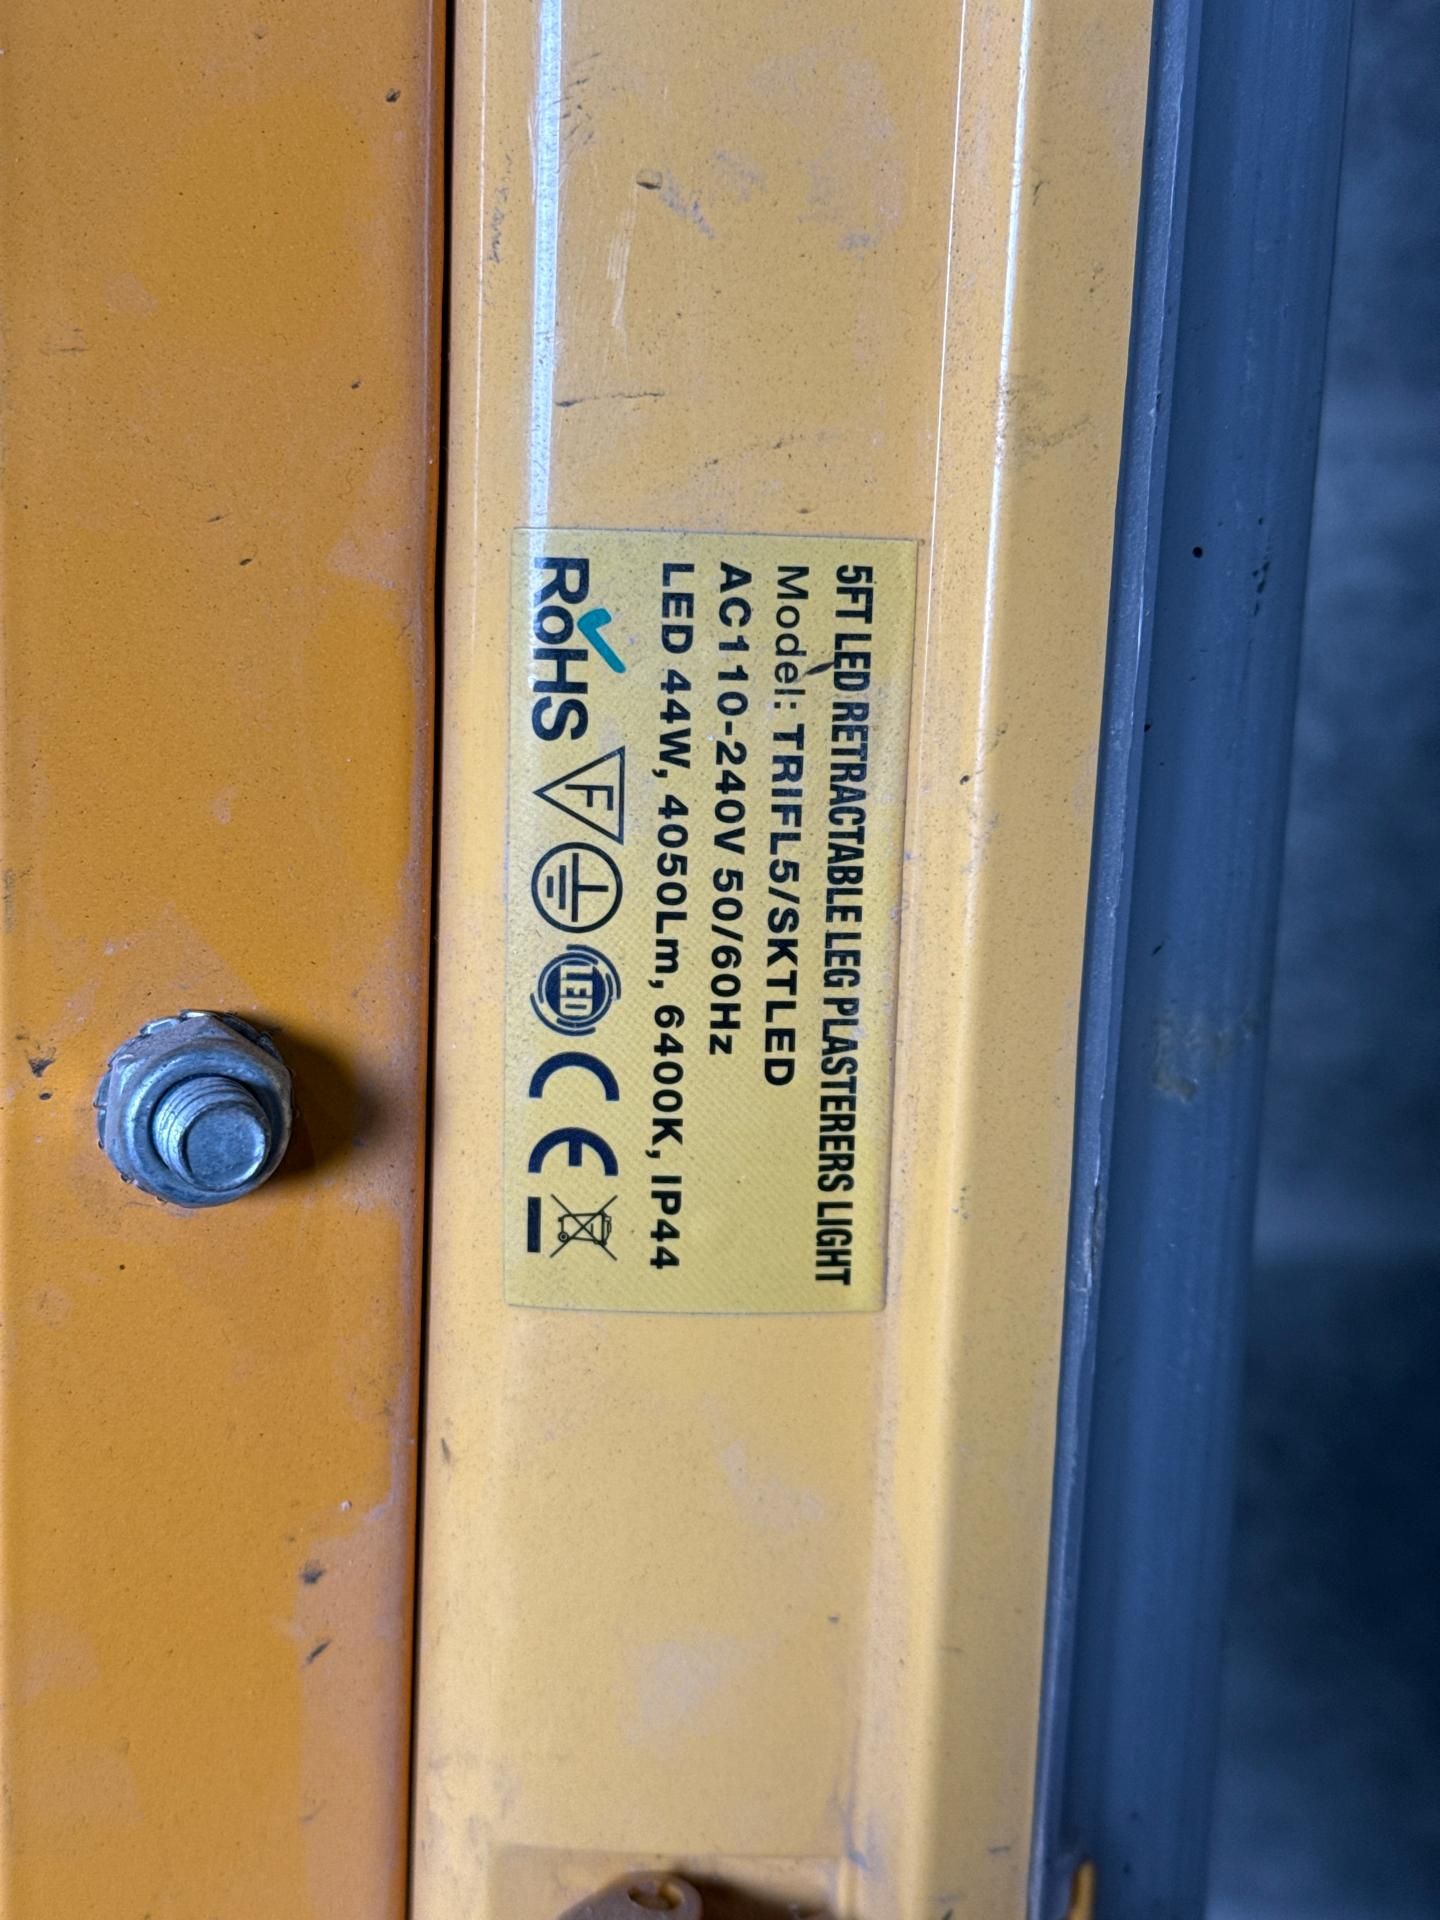 5FT LED RETRACTABLE LEG PLASTERERS LIGHT
Model: TRIFL5/SKTLED
AC110-240V 50/60Hz
LED 44W, 4050Lm, 6400K, IP44
RoHS F LED CE